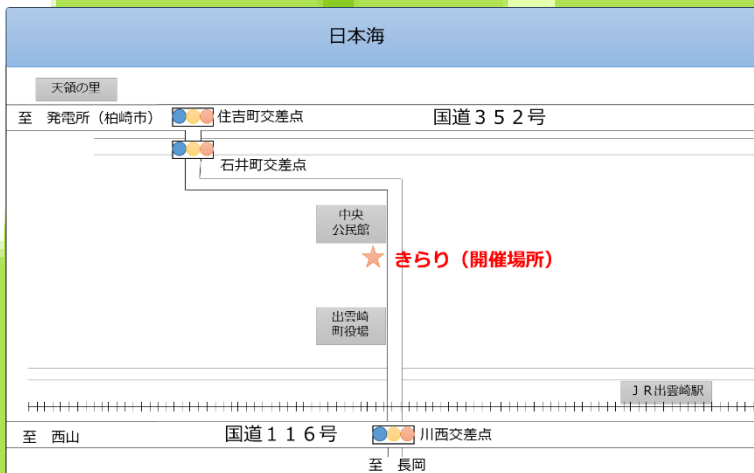 日本海
天領の里
至 発電所（柏崎市）
住吉町交差点
国道３５２号
石井町交差点
中央
公民館
きらり（開催場所）
出雲崎
町役場
ＪＲ出雲崎駅
至 西山
国道１１６号
川西交差点
至 長岡